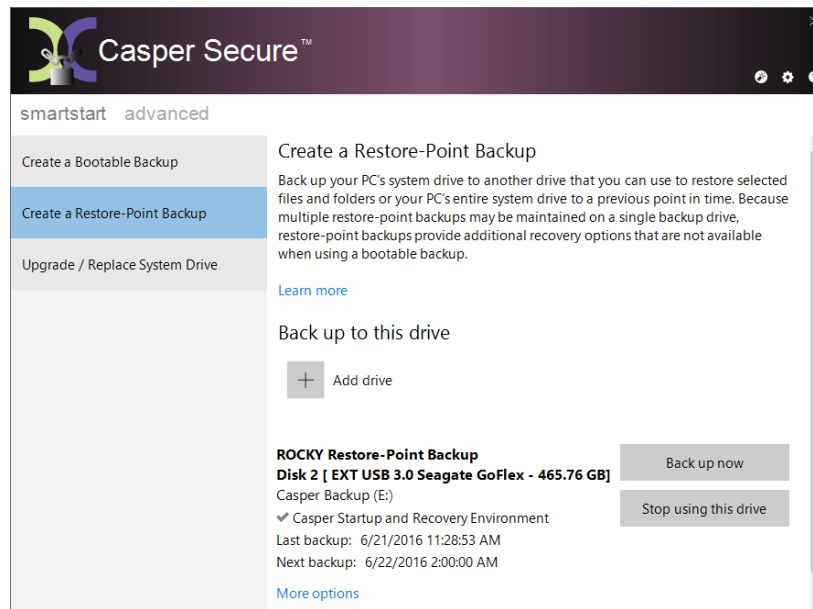 Casper Secure™
smartstart advanced
Create a Bootable Backup
Create a Restore-Point Backup
Upgrade / Replace System Drive
Create a Restore-Point Backup
Back up your PC's system drive to another drive that you can use to restore selected
files and folders or your PC's entire system drive to a previous point in time. Because
multiple restore-point backups may be maintained on a single backup drive,
restore-point backups provide additional recovery options that are not available
when using a bootable backup.
Learn more
Back up to this drive
Add drive
ROCKY Restore-Point Backup
Disk 2 [ EXT USB 3.0 Seagate GoFlex - 465.76 GB]
Casper Backup (E:)
Casper Startup and Recovery Environment
Last backup: 6/21/2016 11:28:53 AM
Next backup: 6/22/2016 2:00:00 AM
More options
Back up now
Stop using this drive